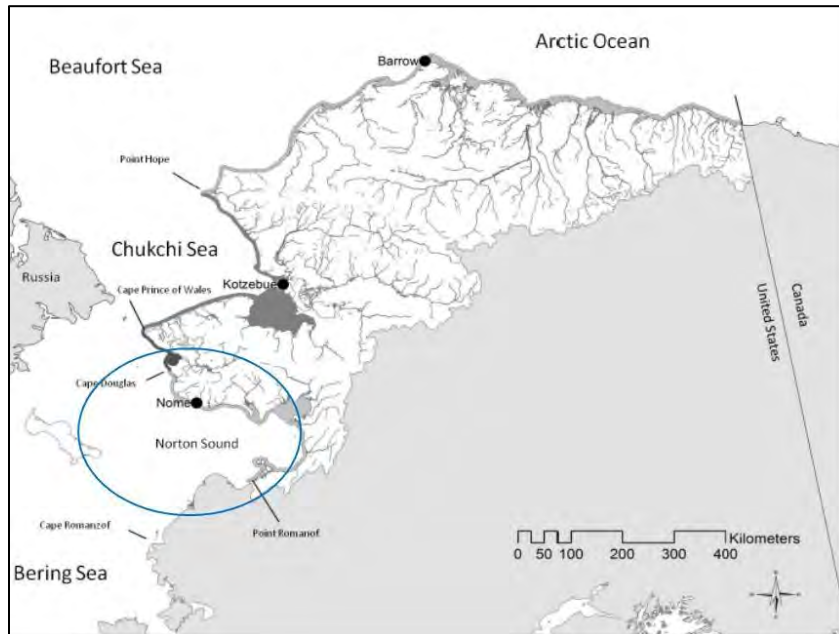 Arctic Ocean
Beaufort Sea
Barrow
Point Hope
Chukchi Sea
Russia
Kotzebue
Cape Prince of Wales
Canada
United States
Cape Douglas
Nome
Norton Sound
Cape Romanzof
Point Romanof
Kilometers
0 25 50 100 200 300 400
Bering Sea